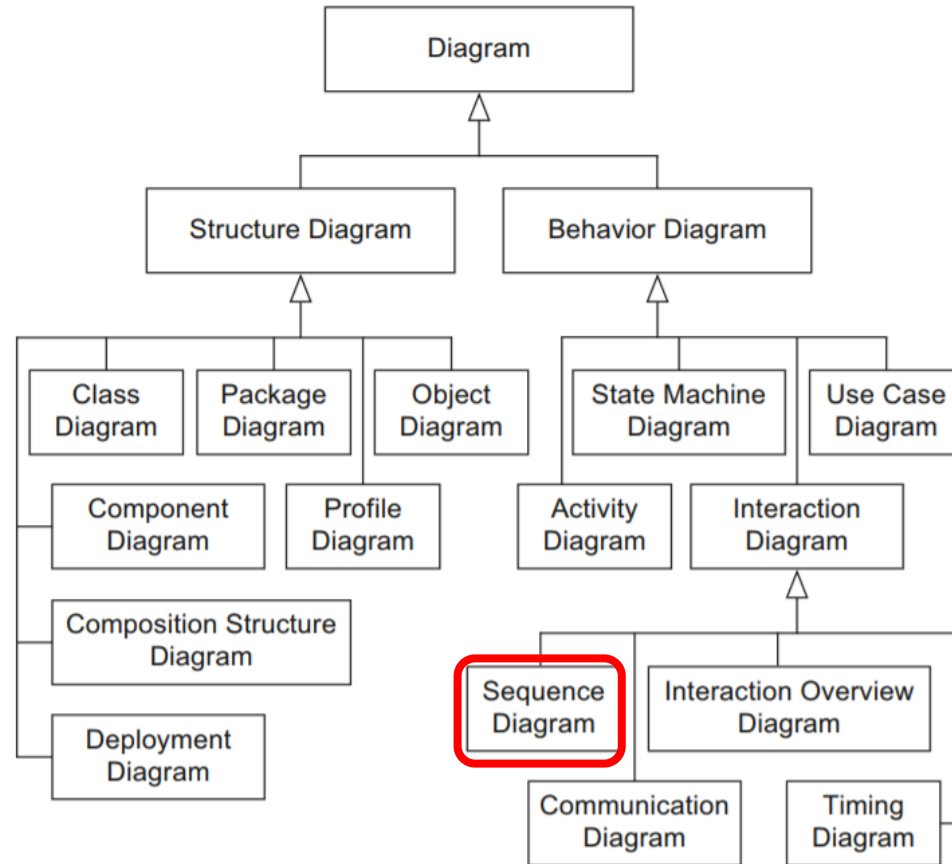 Diagram
Structure Diagram
Behavior Diagram
Class
Diagram
Package
Diagram
Object
Diagram
State Machine
Diagram
Use Case
Diagram
Component
Diagram
Profile
Diagram
Activity
Diagram
Interaction
Diagram
Composition Structure
Diagram
Sequence
Diagram
Interaction Overview
Diagram
Deployment
Diagram
Communication
Diagram
Timing
Diagram